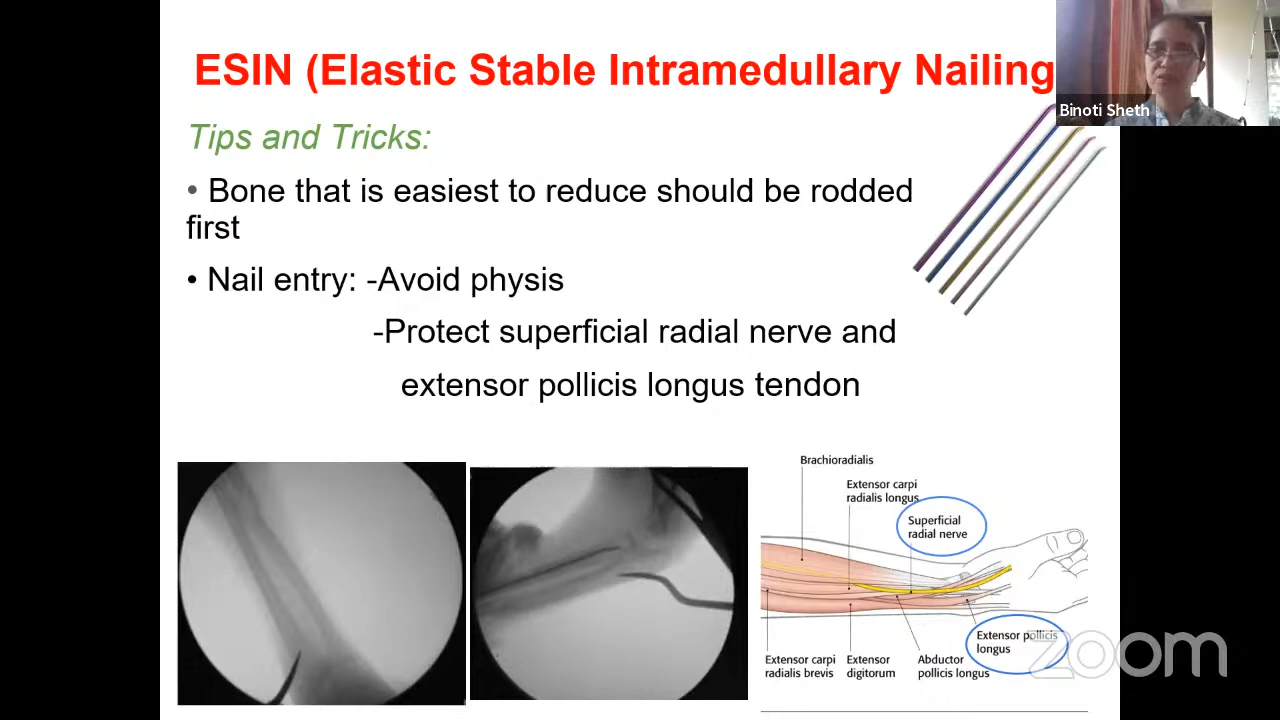 ESIN (Elastic Stable Intramedullary Nailing
Binoti Sheth
Tips and Tricks:
• Bone that is easiest to reduce should be rodded
first
• Nail entry: -Avoid physis
-Protect superficial radial nerve and
extensor pollicis longus tendon
Brachioradialis
Extensor carpi
radialis longus
Superficial
radial nerve
Extensor pollicis
longus
Extensor carpi
radialis brevis
Extensor
digitorum
Abductor
pollicis longus
zoom